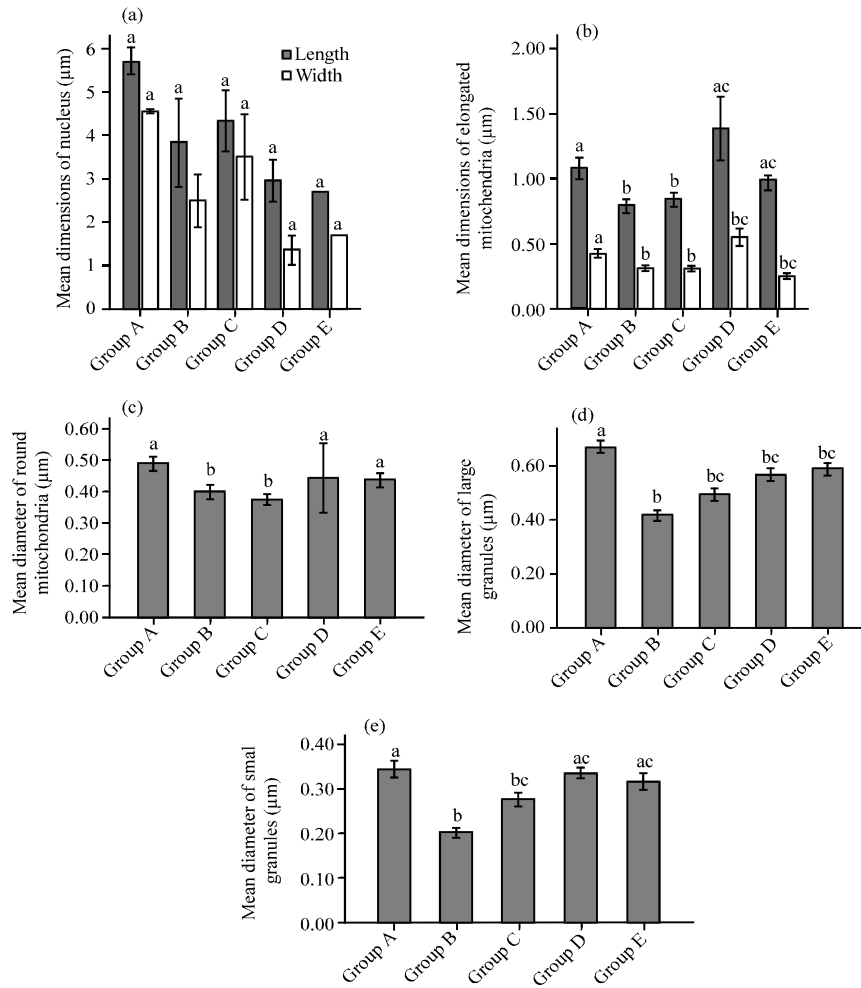 (a)
Mean dimensions of nucleus (µm)
6
5
4
3
2
1
0
Length
Width
a
a
a
a
a
a
a
a
a
Group A
Group B
Group C
Group D
Group E
(b)
Mean dimensions of elongated
mitochendria (µm)
2.00
1.50
1.00
0.50
0.00
a
a
b
b
b
b
ac
bc
ac
bc
Group A
Group B
Group C
Group D
Group E
(c)
Mean diameter of round
mitochondria (µm)
0.60
0.50
0.40
0.30
0.20
0.10
0.00
a
b
b
a
a
Group A
Group B
Group C
Group D
Group E
(d)
Mean diameter of large
granules (µm)
0.60
0.40
0.20
0.00
a
b
bc
bc
bc
Group A
Group B
Group C
Group D
Group E
(e)
Mean diameter of smal
granules (µm)
0.40
0.30
0.20
0.10
0.00
a
b
bc
ac
ac
Group A
Group B
Group C
Group D
Group E